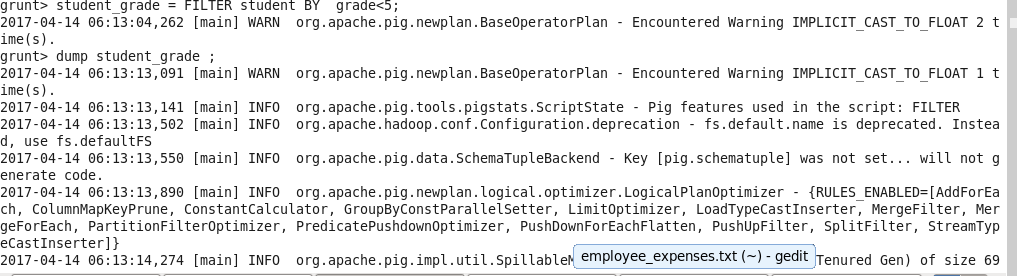 grunt> student_grade = FILTER student BY  grade<5;
2017-04-14 06:13:04,262 [main] WARN  org.apache.pig.newplan.BaseOperatorPlan - Encountered Warning IMPLICIT_CAST_TO_FLOAT 2 t
ime(s).
grunt> dump student_grade ;
2017-04-14 06:13:13,091 [main] WARN  org.apache.pig.newplan.BaseOperatorPlan - Encountered Warning IMPLICIT_CAST_TO_FLOAT 1 t
ime(s).
2017-04-14 06:13:13,141 [main] INFO  org.apache.pig.tools.pigstats.ScriptState - Pig features used in the script: FILTER
2017-04-14 06:13:13,502 [main] INFO  org.apache.hadoop.conf.Configuration.deprecation - fs.default.name is deprecated. Instea
d, use fs.defaultFS
2017-04-14 06:13:13,550 [main] INFO  org.apache.pig.data.SchemaTupleBackend - Key [pig.schematuple] was not set... will not g
enerate code.
2017-04-14 06:13:13,890 [main] INFO  org.apache.pig.newplan.logical.optimizer.LogicalPlanOptimizer - {RULES_ENABLED=[AddForEa
ch, ColumnMapKeyPrune, ConstantCalculator, GroupByConstParallelSetter, LimitOptimizer, LoadTypeCastInserter, MergeFilter, Mer
geForEach, PartitionFilterOptimizer, PredicatePushdownOptimizer, PushDownForEachFlatten, PushUpFilter, SplitFilter, StreamTyp
eCastInserter]}
2017-04-14 06:13:14,274 [main] INFO  org.apache.pig.impl.util.SpillableM Tenured Gen) of size 69
employee_expenses.txt (~) - gedit